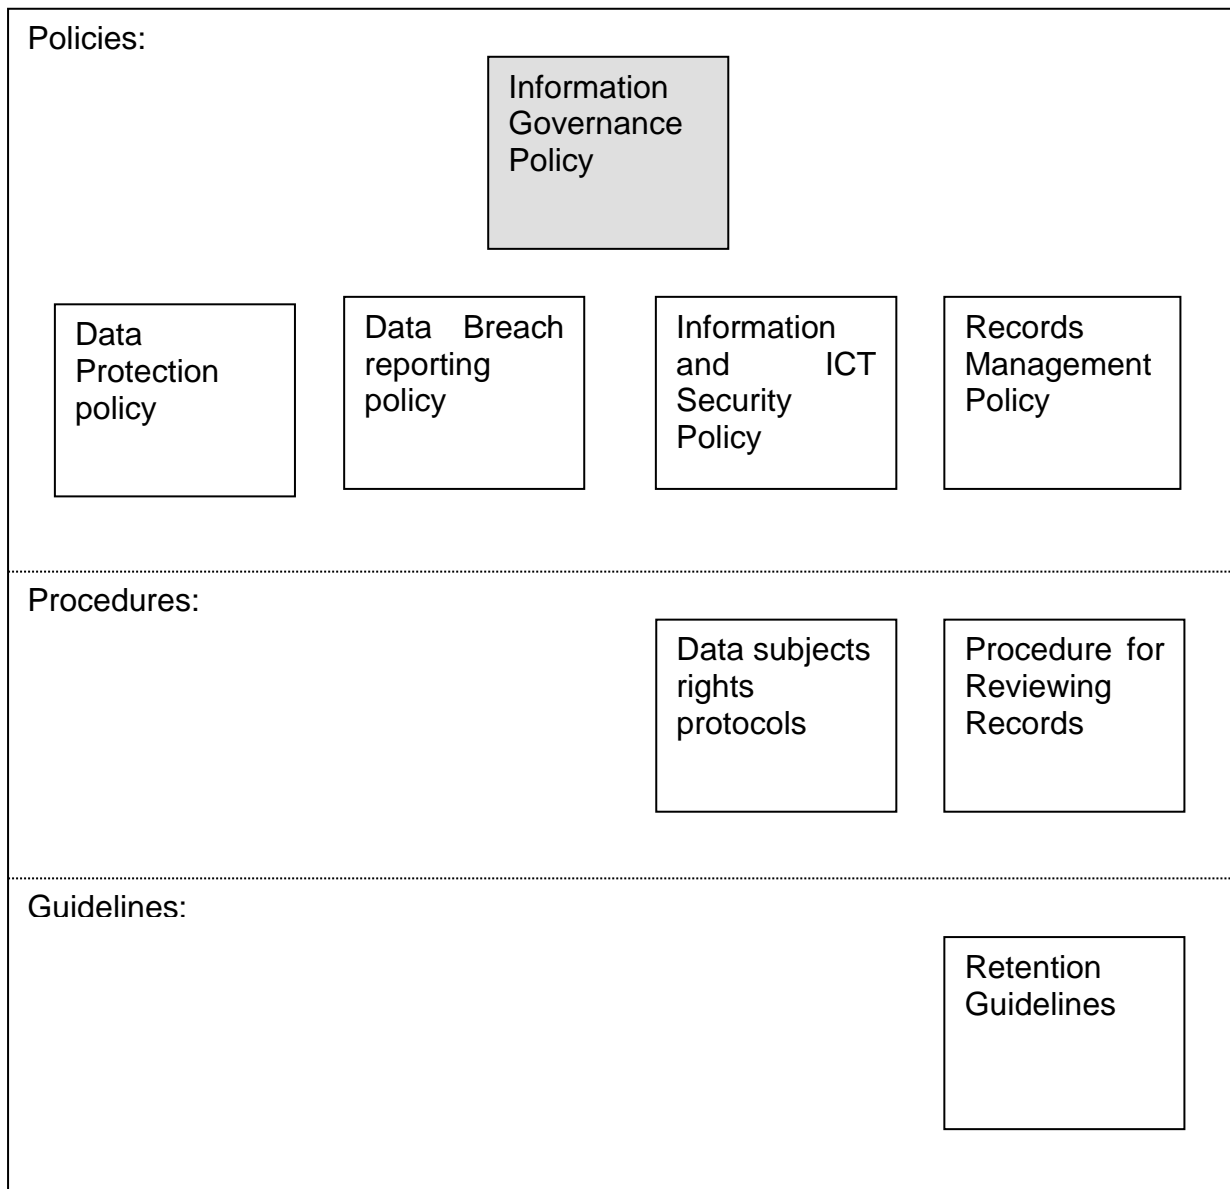 Policies:
Information
Governance
Policy
Data
Protection
policy
Data Breach
reporting
policy
Information
and ICT
Security
Policy
Records
Management
Policy
Procedures:
Data subjects
rights
protocols
Procedure for
Reviewing
Records
Guidelines:
Retention
Guidelines